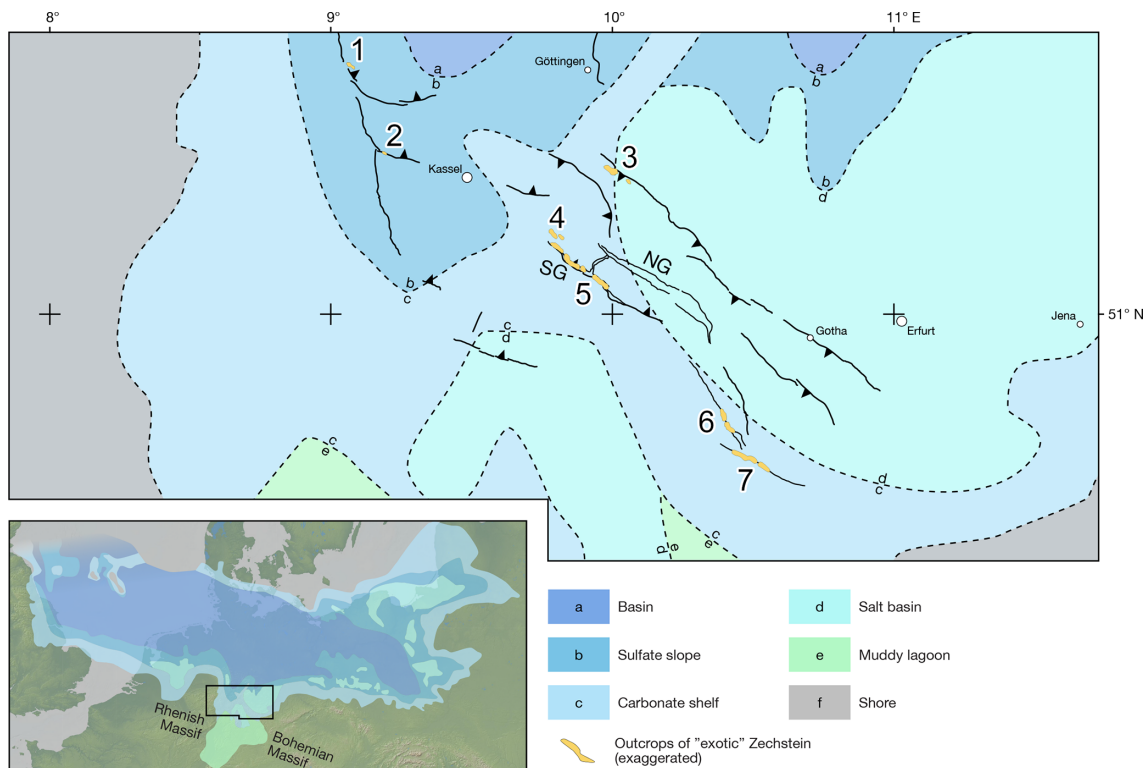 8°
9°
10°
11° E
1
a
b
Göttingen
a
b
2
Kassel
3
b
d
4
SG
NG
5
b
c
51° N
Jena
Gotha
Erfurt
c
d
6
c
e
7
d
c
d
e
c
e
a
Basin
d
Salt basin
b
Sulfate slope
e
Muddy lagoon
c
Carbonate shelf
f
Shore
Outcrops of "exotic" Zechstein
(exaggerated)
Rhenish
Massif
Bohemian
Massif